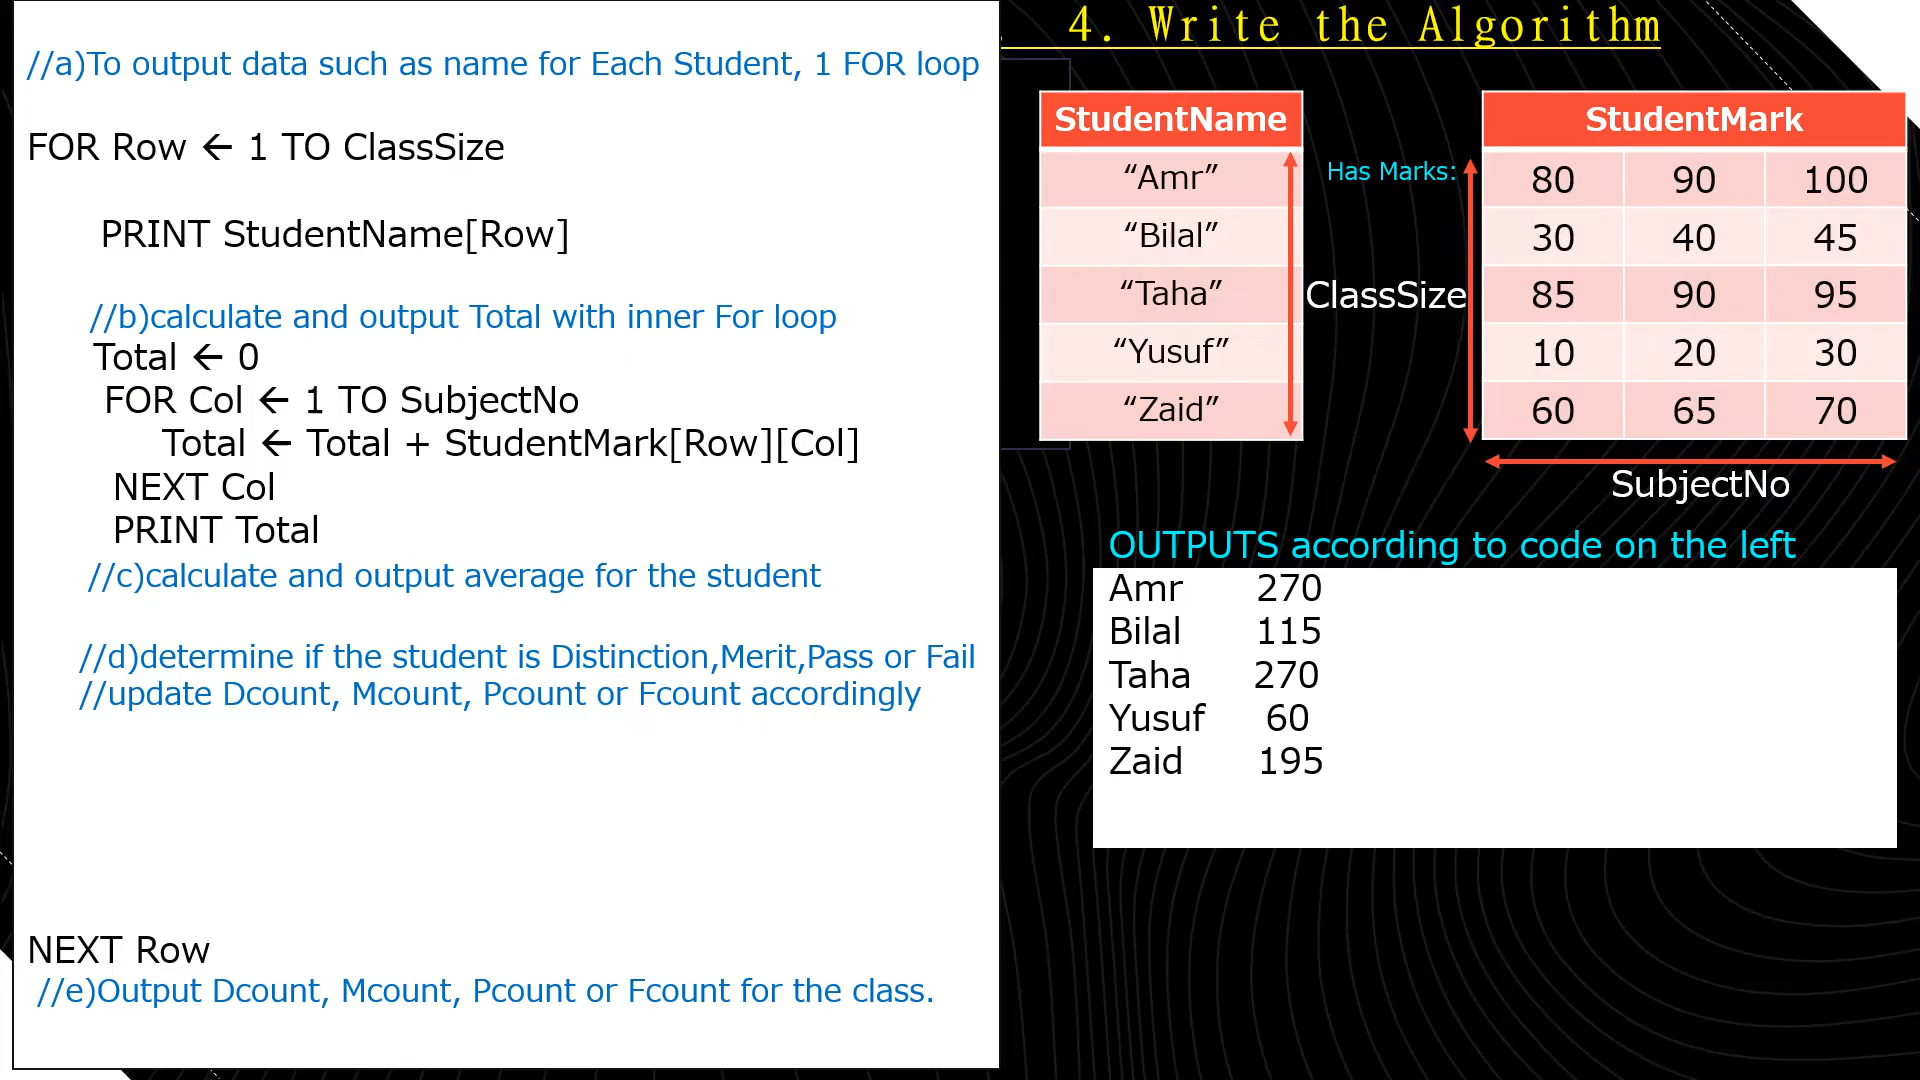 //a)To output data such as name for Each Student, 1 FOR loop
FOR Row ← 1 TO ClassSize
PRINT StudentName[Row]
//b)calculate and output Total with inner For loop
Total ← 0
FOR Col ← 1 TO SubjectNo
Total ← Total + StudentMark[Row][Col]
NEXT Col
PRINT Total
//c)calculate and output average for the student
//d)determine if the student is Distinction,Merit,Pass or Fail
//update Dcount, Mcount, Pcount or Fcount accordingly
NEXT Row
//e)Output Dcount, Mcount, Pcount or Fcount for the class.
4. Write the Algorithm
StudentName
“Amr”
“Bilal”
“Taha”
“Yusuf”
“Zaid”
Has Marks:
ClassSize
StudentMark
80 90 100
30 40 45
85 90 95
10 20 30
60 65 70
SubjectNo
OUTPUTS according to code on the left
Amr 270
Bilal 115
Taha 270
Yusuf 60
Zaid 195